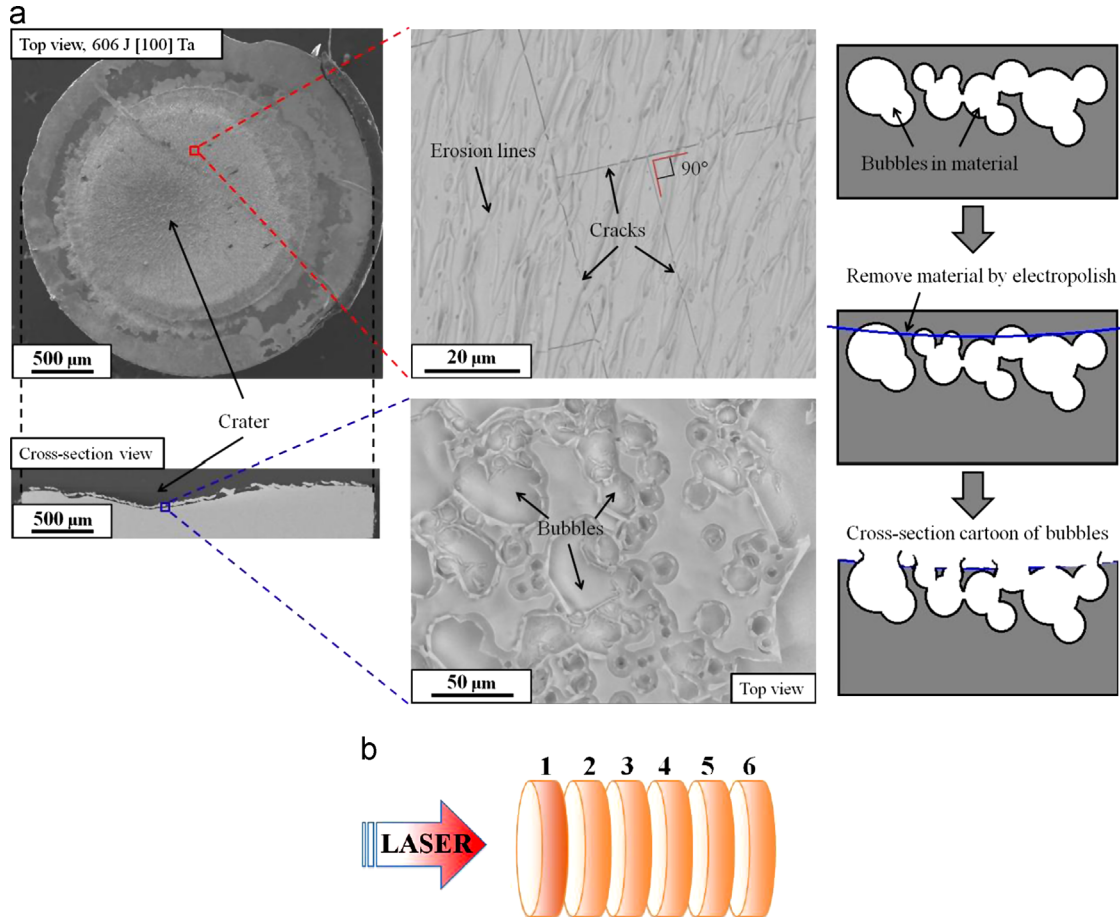 a
Top view, 606 J [100] Ta
500 µm
Crater
Cross-section view
500 µm
Erosion lines
90°
Cracks
20 µm
Bubbles
50 µm
Top view
Bubbles in material
Remove material by electropolish
Cross-section cartoon of bubbles
b
1 2 3 4 5 6
LASER